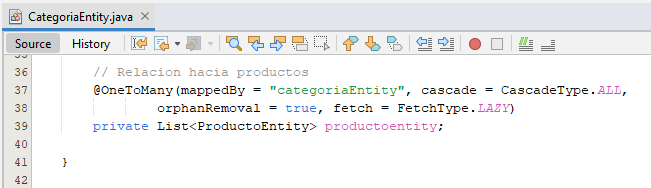 CategoriaEntity.java
Source History
36 // Relacion hacia productos
37 @OneToMany(mappedBy = "categoriaEntity", cascade = CascadeType.ALL,
38 orphanRemoval = true, fetch = FetchType.LAZY)
39 private List<ProductoEntity> productoentity;
40
41 }
42